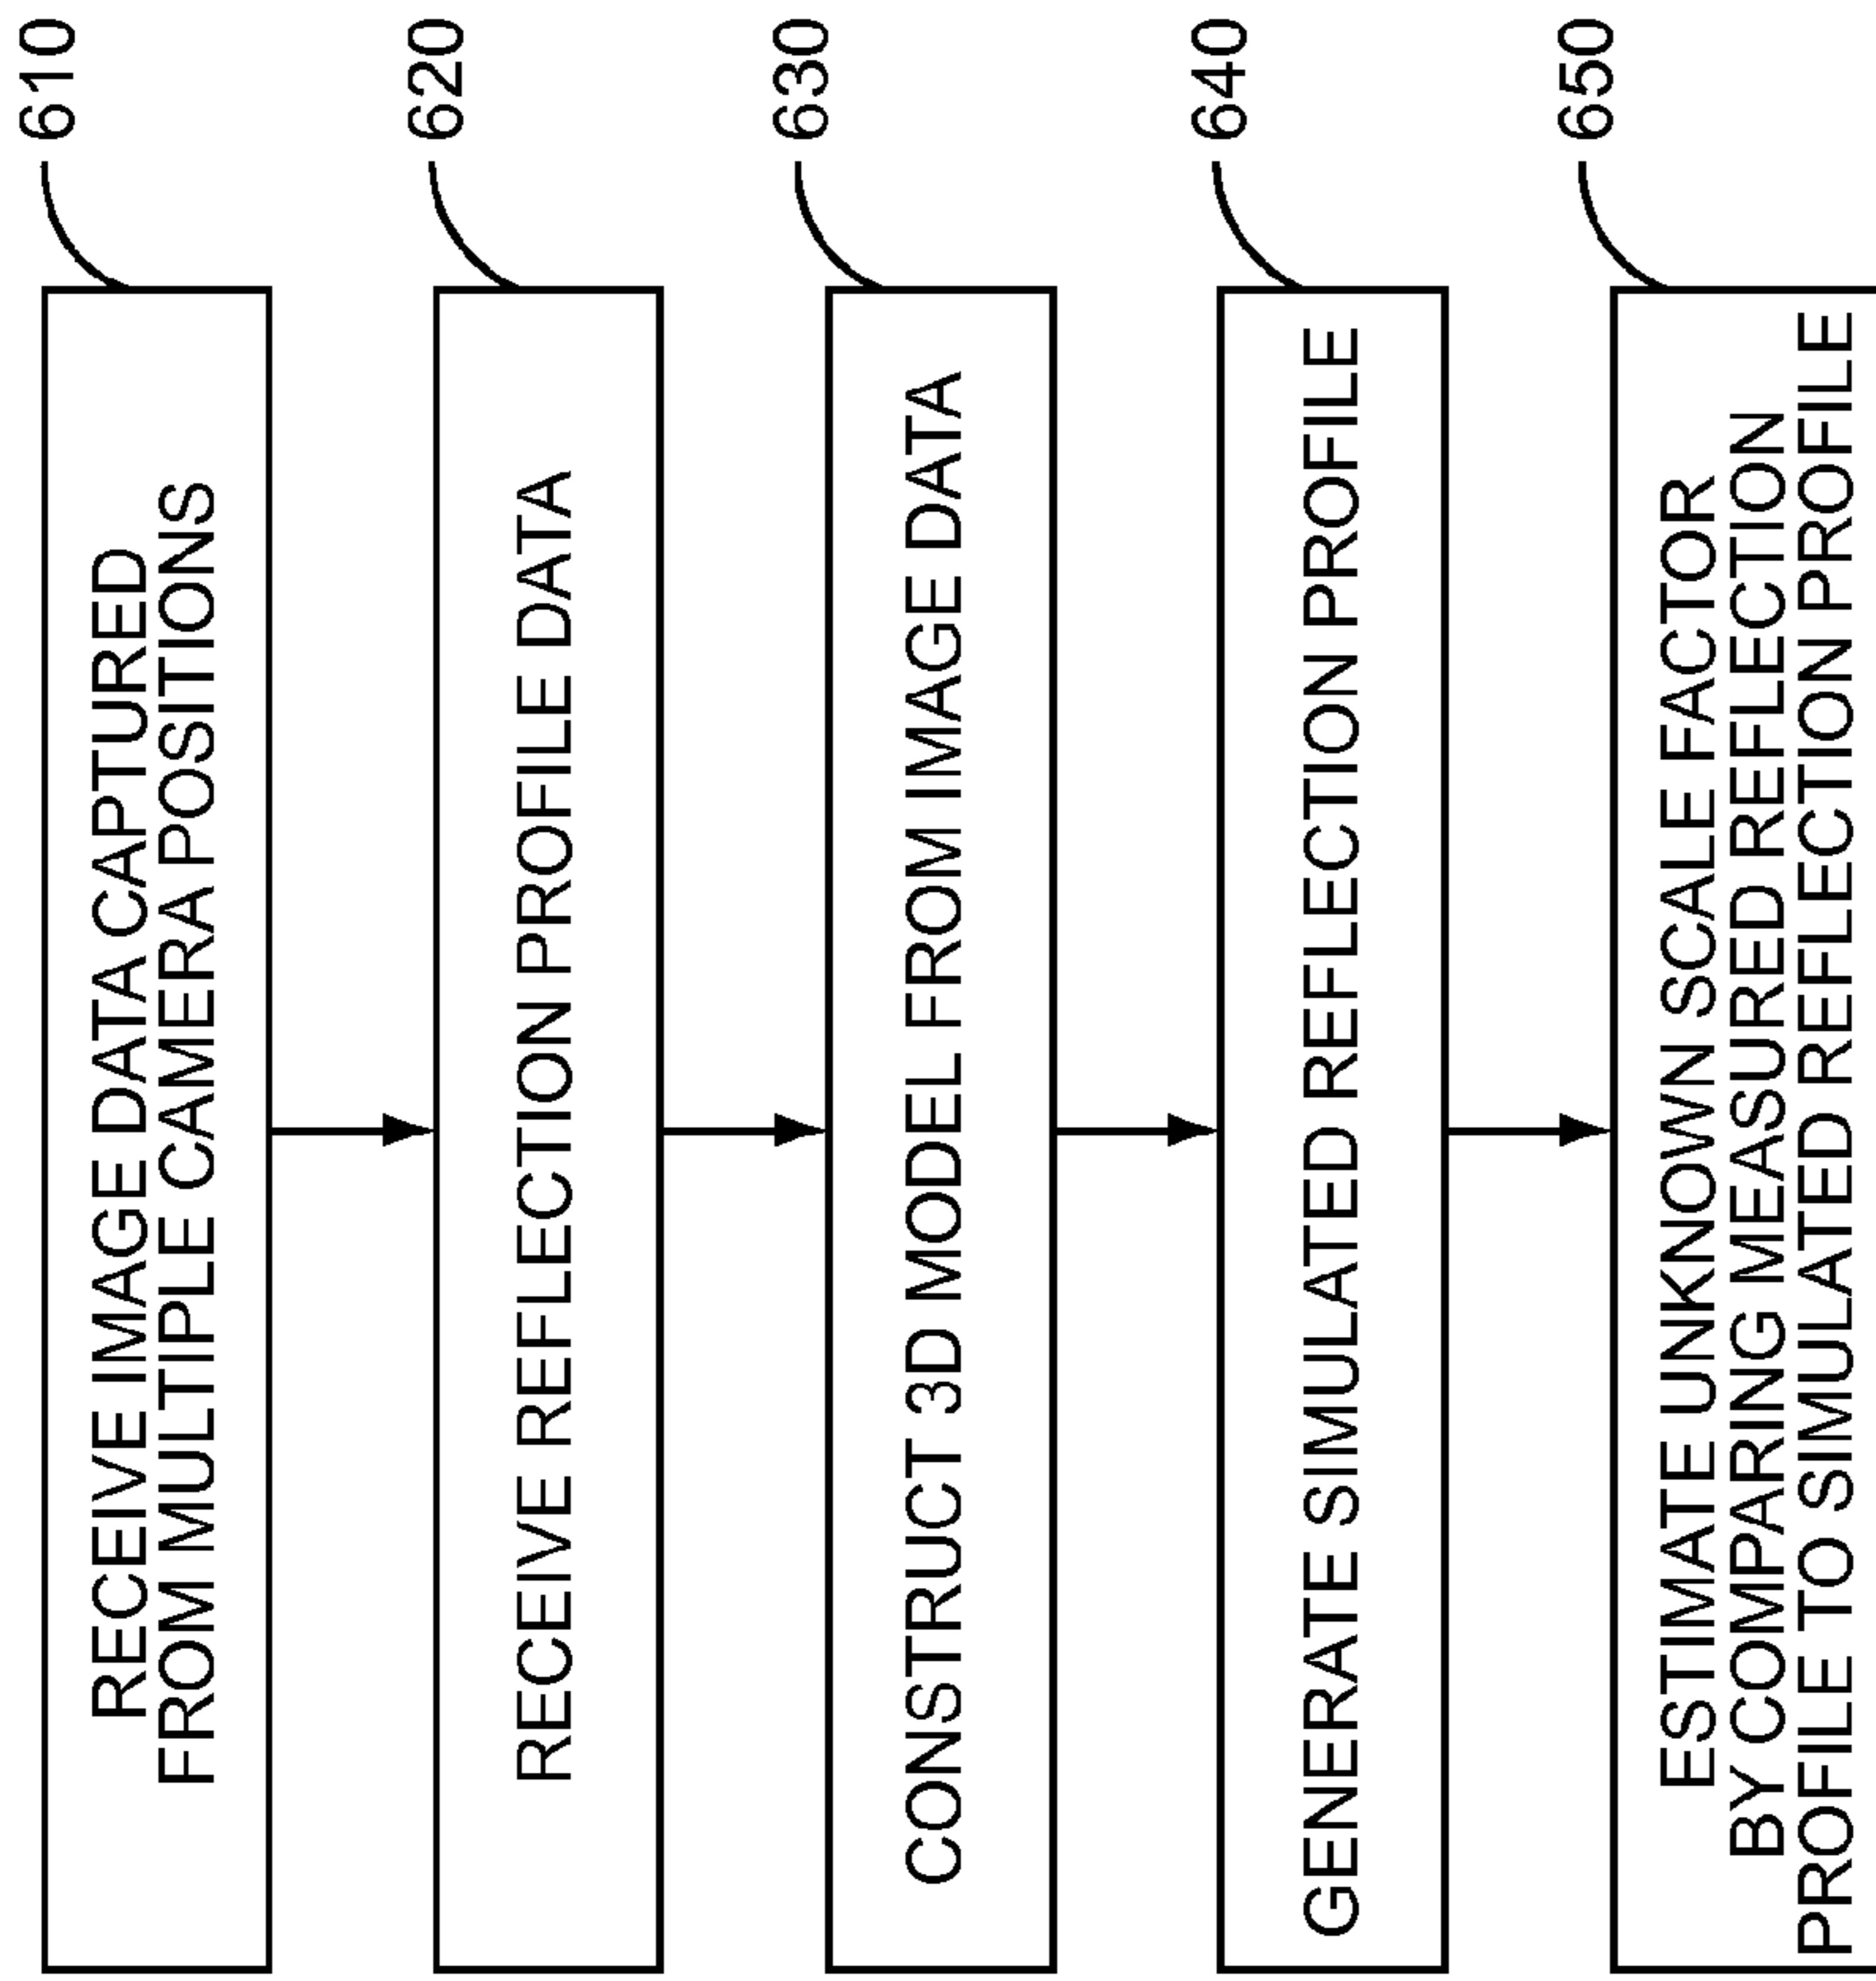 610
RECEIVE IMAGE DATA CAPTURED
FROM MULTIPLE CAMERA POSITIONS
620
RECEIVE REFLECTION PROFILE DATA
630
CONSTRUCT 3D MODEL FROM IMAGE DATA
640
GENERATE SIMULATED REFLECTION PROFILE
650
ESTIMATE UNKNOWN SCALE FACTOR
BY COMPARING MEASURED REFLECTION
PROFILE TO SIMULATED REFLECTION PROFILE